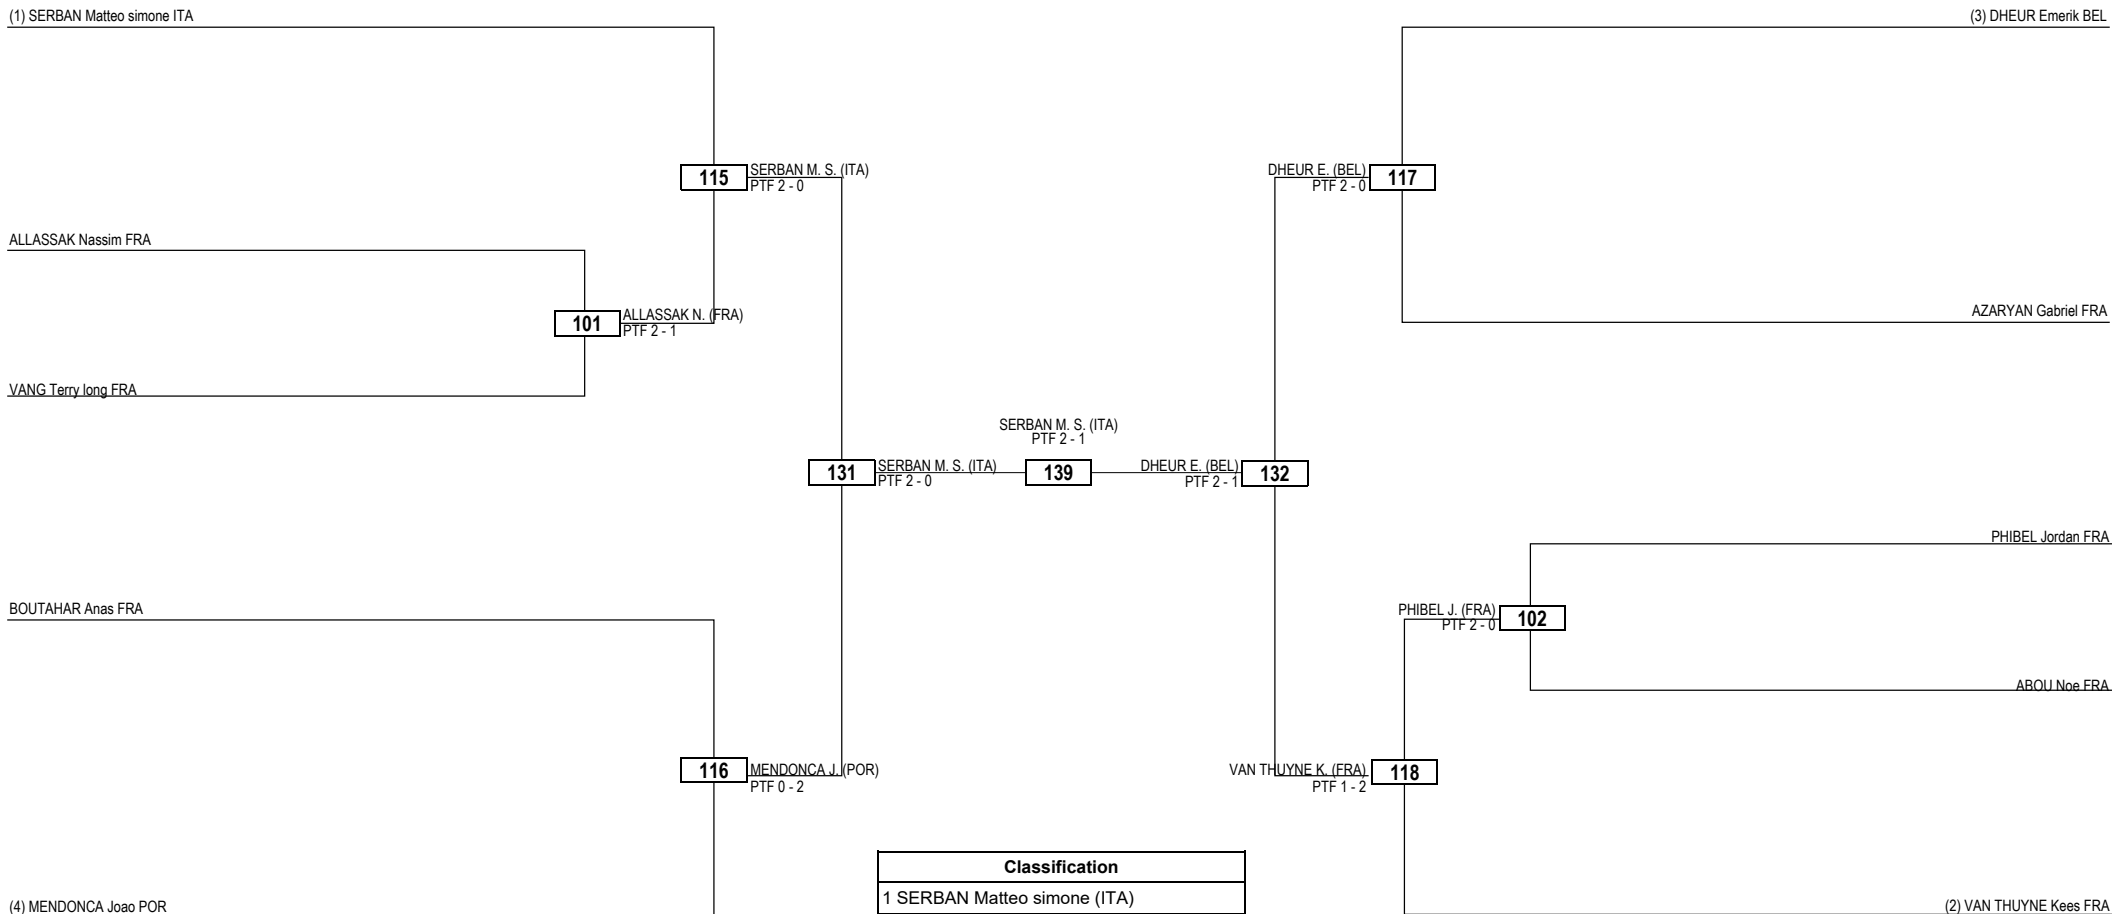 (1) SERBAN Matteo simone ITA
(3) DHEUR Emerik BEL
115
SERBAN M. S. (ITA)
PTF 2 - 0
DHEUR E. (BEL)
PTF 2 - 0
117
ALLASSAK Nassim FRA
101
ALLASSAK N. (FRA)
PTF 2 - 1
AZARYAN Gabriel FRA
VANG Terry long FRA
SERBAN M. S. (ITA)
PTF 2 - 1
131
SERBAN M. S. (ITA)
PTF 2 - 0
139
DHEUR E. (BEL)
PTF 2 - 1
132
PHIBEL Jordan FRA
BOUTAHAR Anas FRA
PHIBEL J. (FRA)
PTF 2 - 0
102
ABOU Noe FRA
116
MENDONCA J. (POR)
PTF 0 - 2
VAN THUYNE K. (FRA)
PTF 1 - 2
118
Classification
1 SERBAN Matteo simone (ITA)
(4) MENDONCA Joao POR
(2) VAN THUYNE Kees FRA